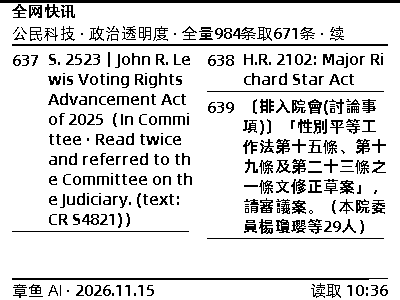 全网快讯
公民科技 · 政治透明度 · 全量984条取671条 · 续
637 S. 2523 | John R. Le
wis Voting Rights
Advancement Act
of 2025（In Commi
ttee · Read twice
and referred to th
e Committee on th
e Judiciary. (text:
CR S4821)）
638 H.R. 2102: Major Ri
chard Star Act
639 〔排入院會(討論事
項)〕「性別平等工
作法第十五條、第十
九條及第二十三條之
一條文修正草案」，
請審議案。（本院委
員楊瓊瓔等29人）
章鱼 AI · 2026.11.15
读取 10:36